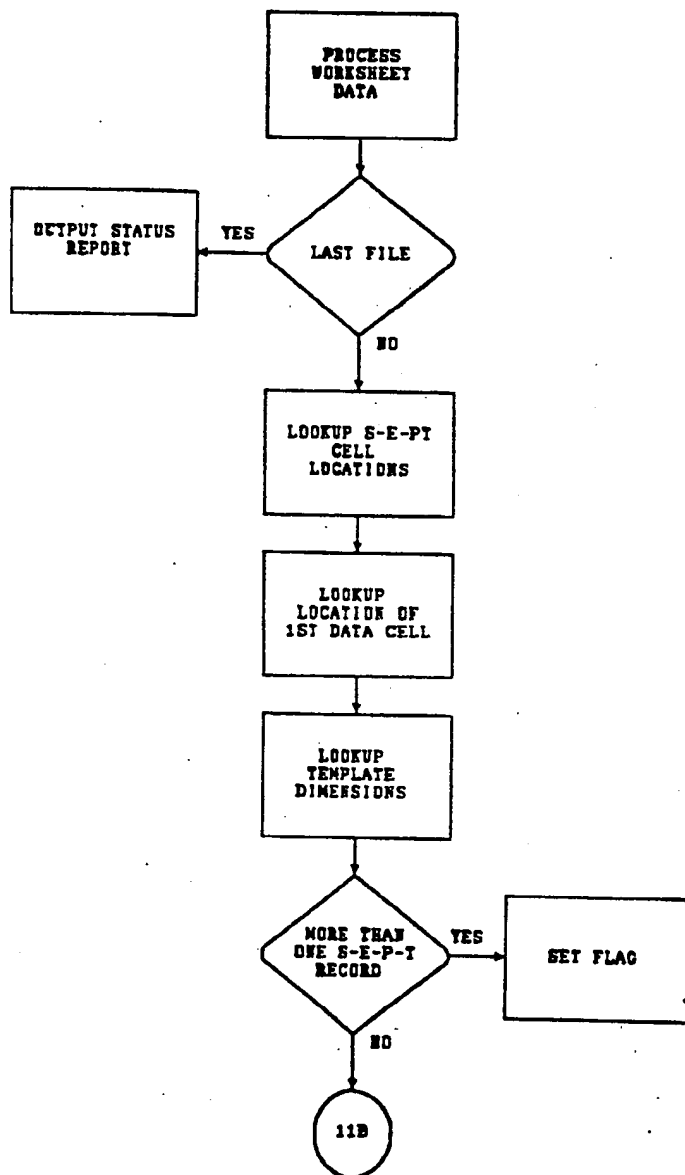 PROCESS
WORKSHEET
DATA
OUTPUT STATUS
REPORT
YES
LAST FILE
NO
LOOKUP S-E-PT
CELL
LOCATIONS
LOOKUP
LOCATION OF
1ST DATA CELL
LOOKUP
TEMPLATE
DIMENSIONS
MORE THAN
ONE S-E-P-T
RECORD
YES
SET FLAG
NO
11B